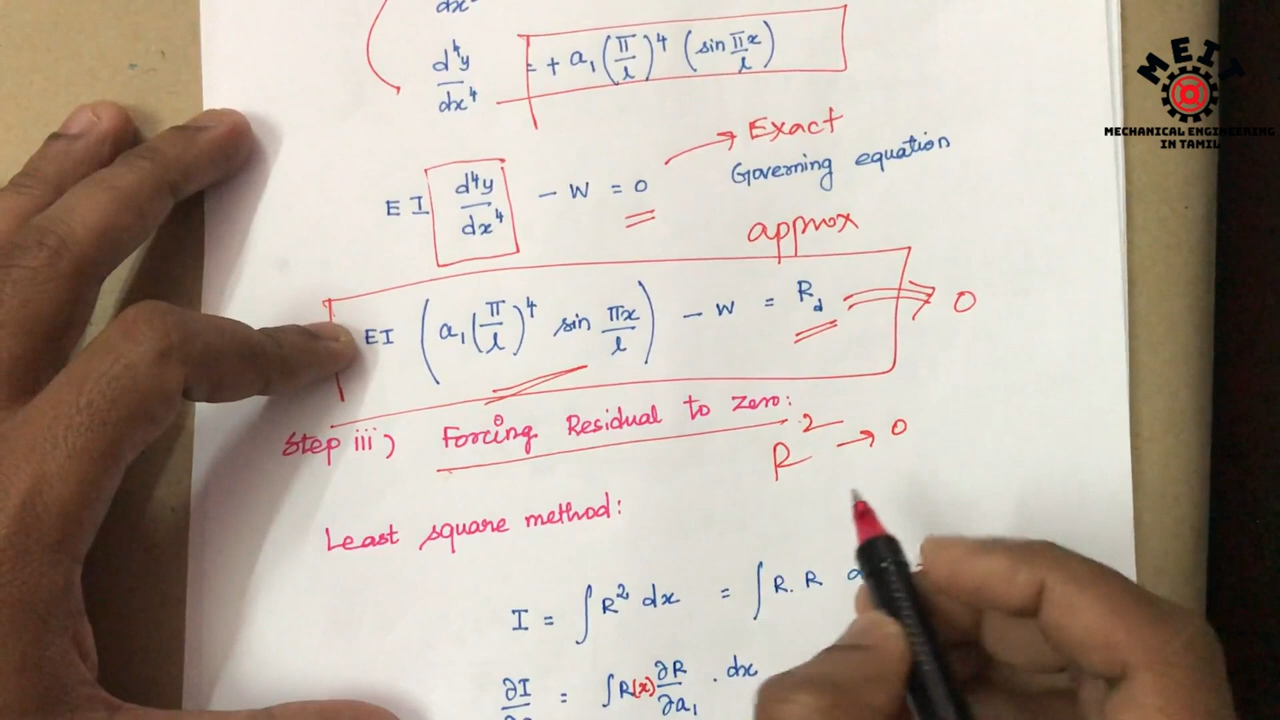 dx
d⁴y/dx⁴ = + a₁ (π/l)⁴ (sin πx/l)
MEIT
MECHANICAL ENGINEERING
IN TAMIL
EI d⁴y/dx⁴ – W = 0
Exact
Governing equation
approx
EI (a₁(π/l)⁴ sin πx/l) – W = R_d ⇒ 0
Step iii) Forcing Residual to Zero:
R² → 0
Least square method:
I = ∫R² dx = ∫R.R
∂I = ∫R(x) ∂R/∂a₁ . dx